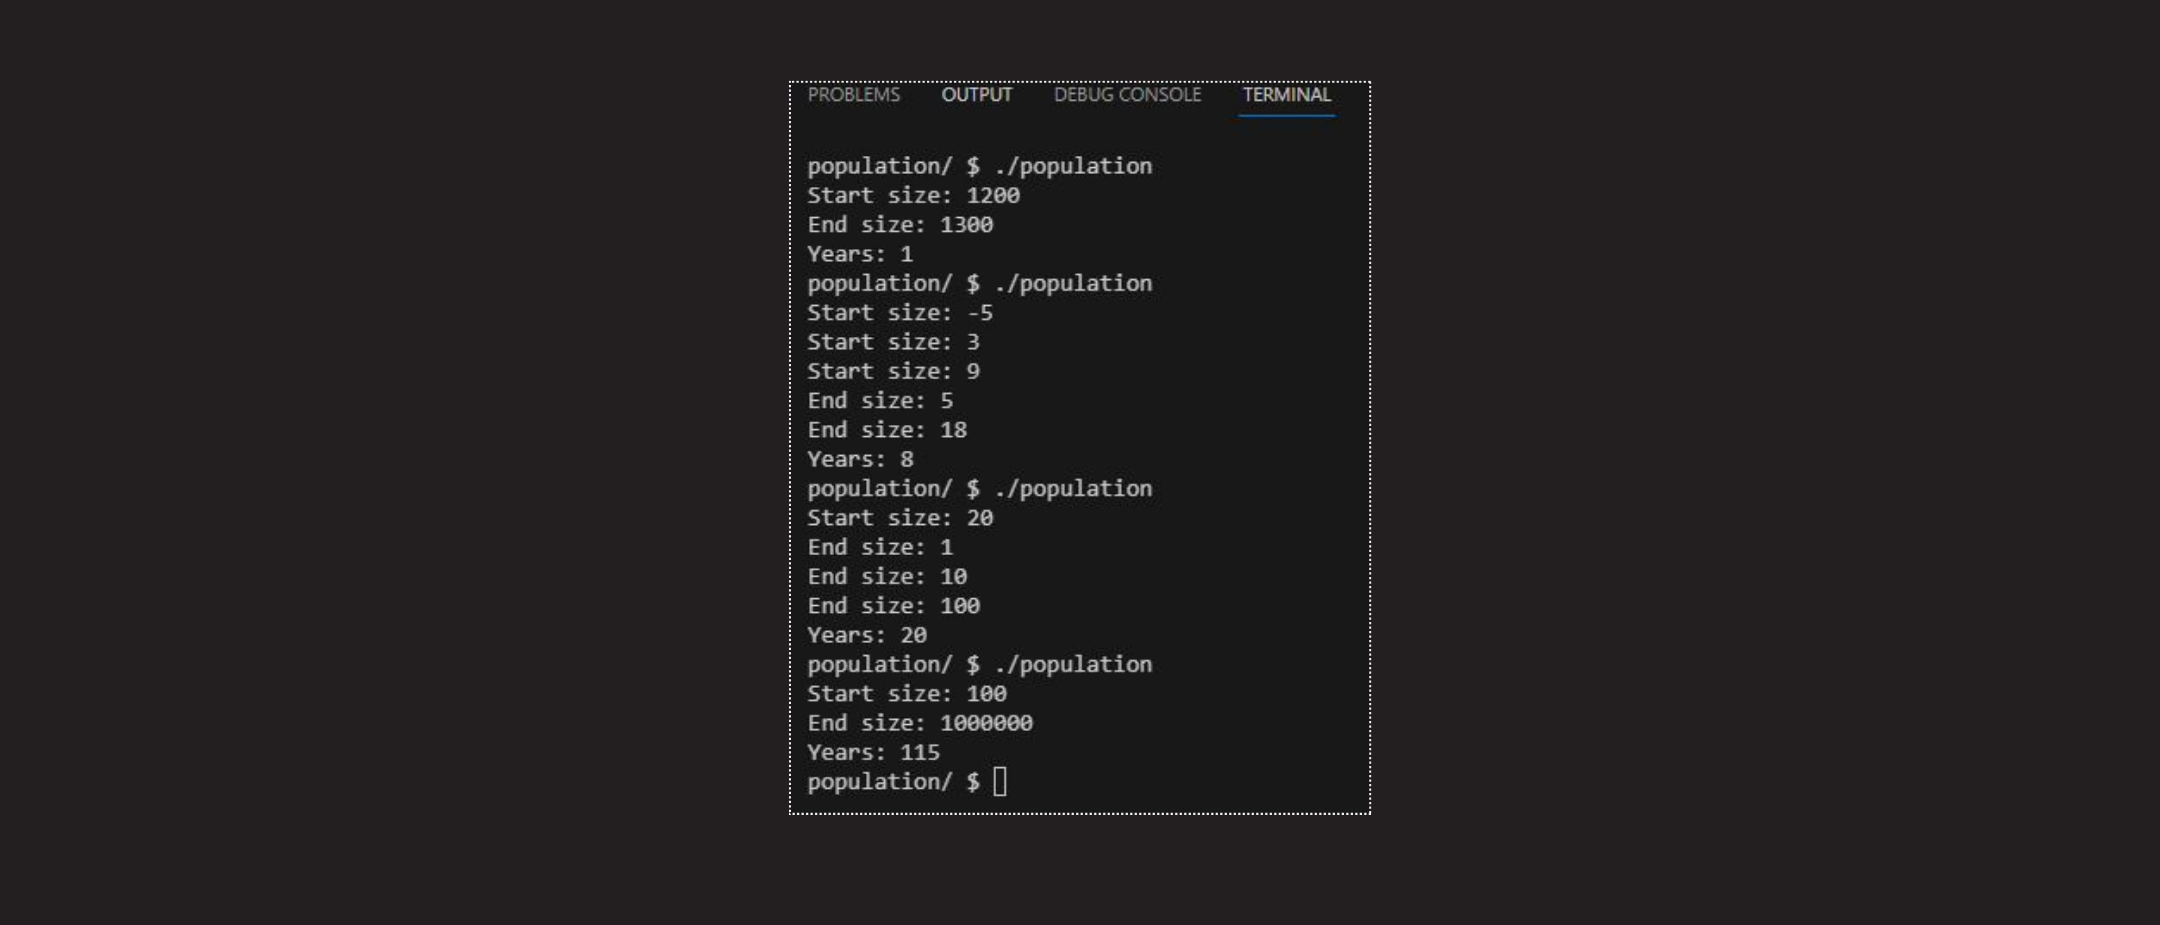 PROBLEMS OUTPUT DEBUG CONSOLE TERMINAL
population/ $ ./population
Start size: 1200
End size: 1300
Years: 1
population/ $ ./population
Start size: -5
Start size: 3
Start size: 9
End size: 5
End size: 18
Years: 8
population/ $ ./population
Start size: 20
End size: 1
End size: 10
End size: 100
Years: 20
population/ $ ./population
Start size: 100
End size: 1000000
Years: 115
population/ $